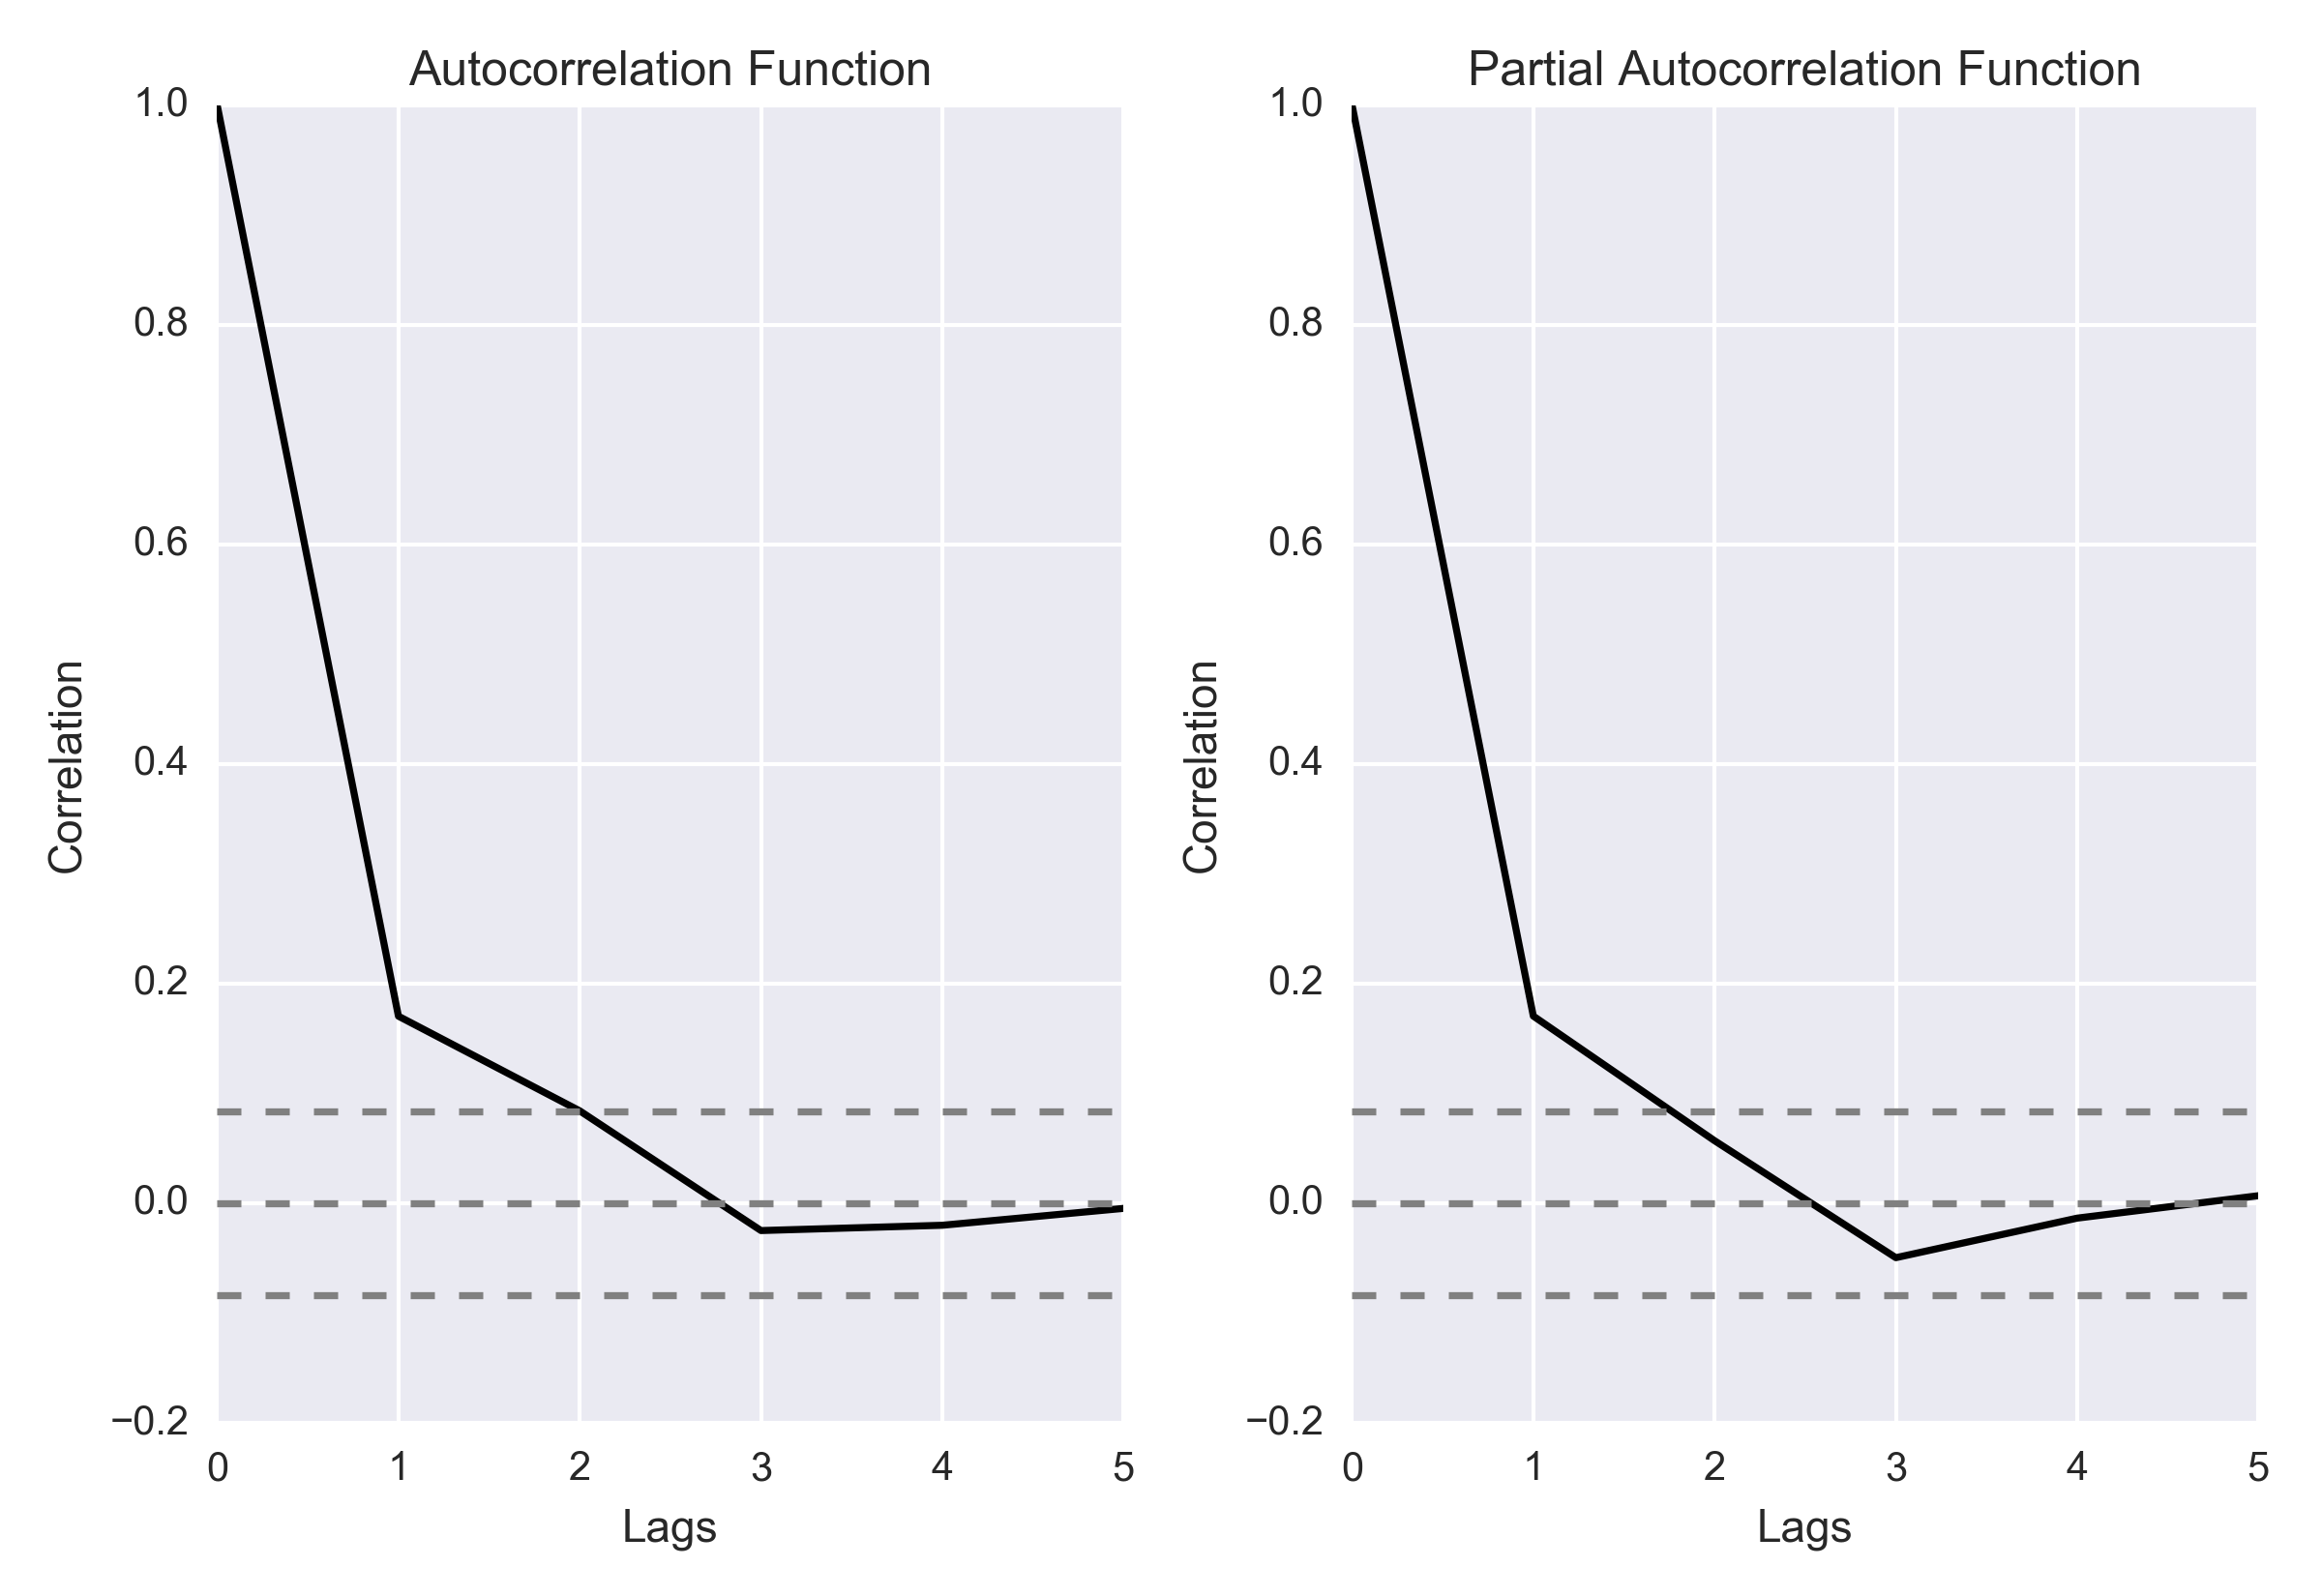 Autocorrelation Function
1.0
0.8
0.6
0.4
0.2
0.0
−0.2
Correlation
0 1 2 3 4 5
Lags
Partial Autocorrelation Function
1.0
0.8
0.6
0.4
0.2
0.0
−0.2
Correlation
0 1 2 3 4 5
Lags